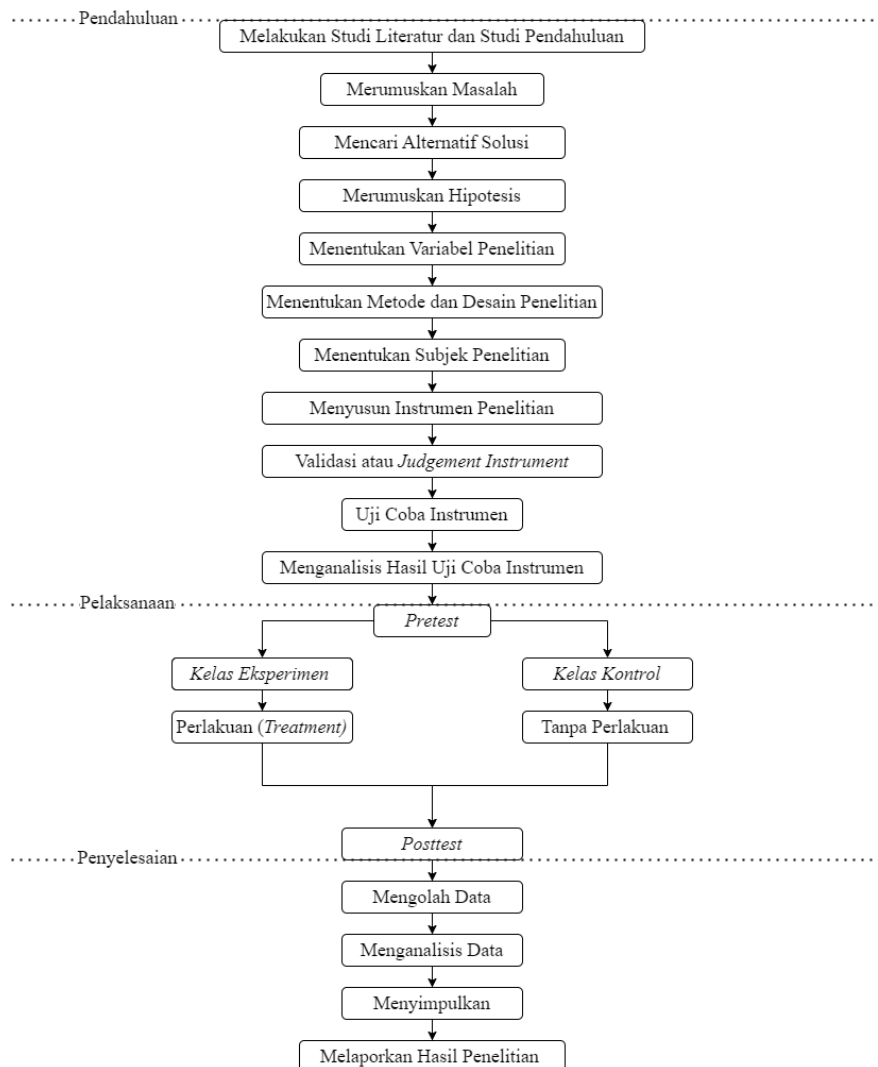 Pendahuluan
Melakukan Studi Literatur dan Studi Pendahuluan
Merumuskan Masalah
Mencari Alternatif Solusi
Merumuskan Hipotesis
Menentukan Variabel Penelitian
Menentukan Metode dan Desain Penelitian
Menentukan Subjek Penelitian
Menyusun Instrumen Penelitian
Validasi atau Judgement Instrument
Uji Coba Instrumen
Menganalisis Hasil Uji Coba Instrumen
Pelaksanaan
Pretest
Kelas Eksperimen
Kelas Kontrol
Perlakuan (Treatment)
Tanpa Perlakuan
Posttest
Penyelesaian
Mengolah Data
Menganalisis Data
Menyimpulkan
Melaporkan Hasil Penelitian